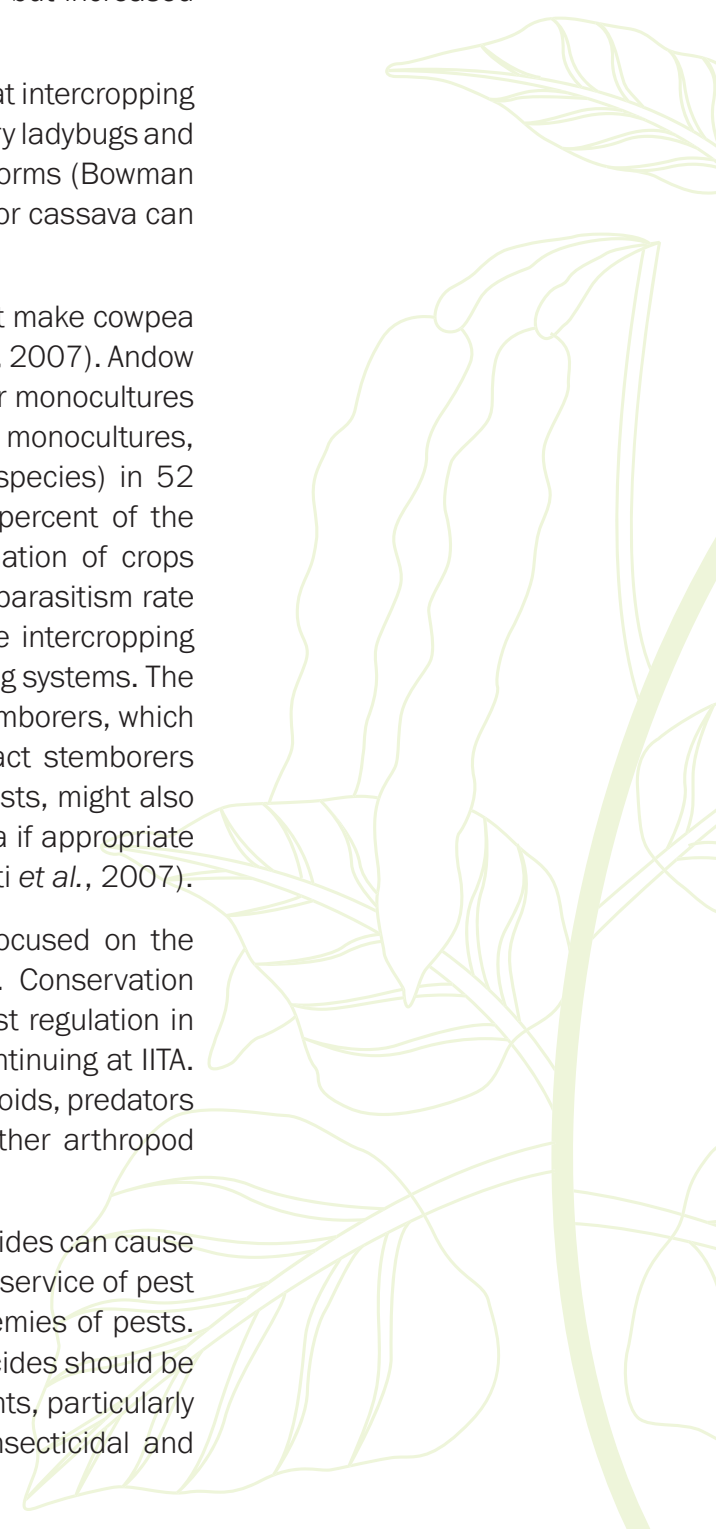 but increased
at intercropping
ry ladybugs and
orms (Bowman
or cassava can
t make cowpea
, 2007). Andow
r monocultures
monocultures,
species) in 52
percent of the
ation of crops
parasitism rate
e intercropping
g systems. The
mborers, which
act stemborers
sts, might also
a if appropriate
ti et al., 2007).
ocused on the
. Conservation
st regulation in
ntinuing at IITA.
oids, predators
ther arthropod
ides can cause
service of pest
emies of pests.
cides should be
nts, particularly
nsecticidal and